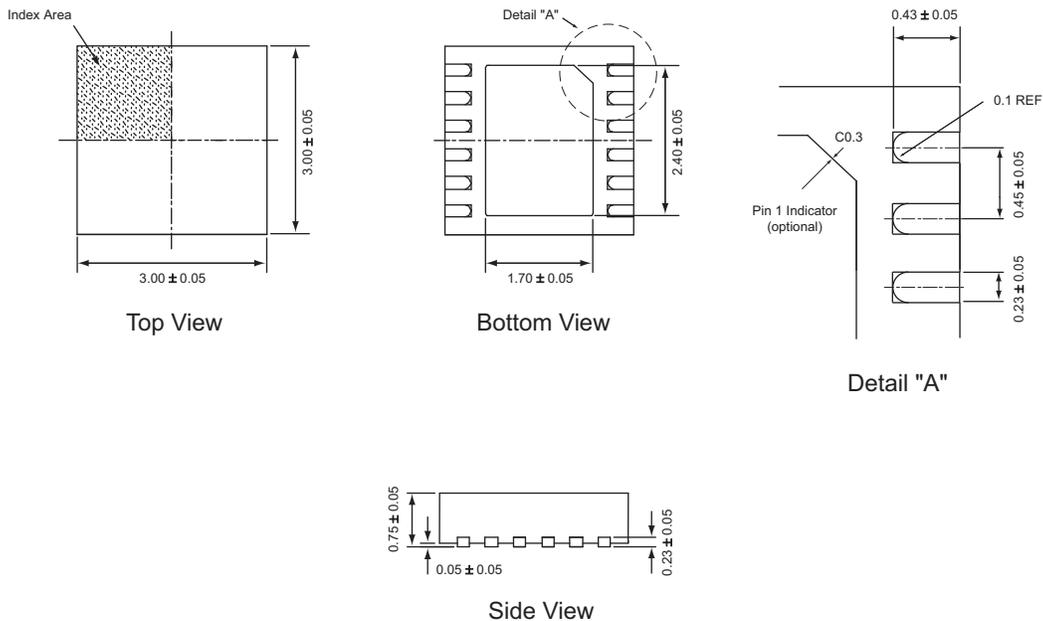 Index Area
3.00 ± 0.05
3.00 ± 0.05
Top View
Detail "A"
2.40 ± 0.05
1.70 ± 0.05
Bottom View
0.43 ± 0.05
0.1 REF
C0.3
0.45 ± 0.05
Pin 1 Indicator
(optional)
0.23 ± 0.05
Detail "A"
0.75 ± 0.05
0.05 ± 0.05
0.23 ± 0.05
Side View